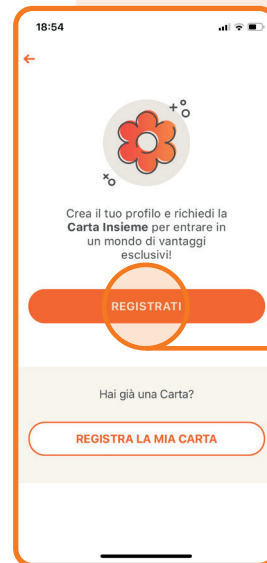 18:54
Crea il tuo profilo e richiedi la
Carta Insieme per entrare in
un mondo di vantaggi
esclusivi!
REGISTRATI
Hai già una Carta?
REGISTRA LA MIA CARTA